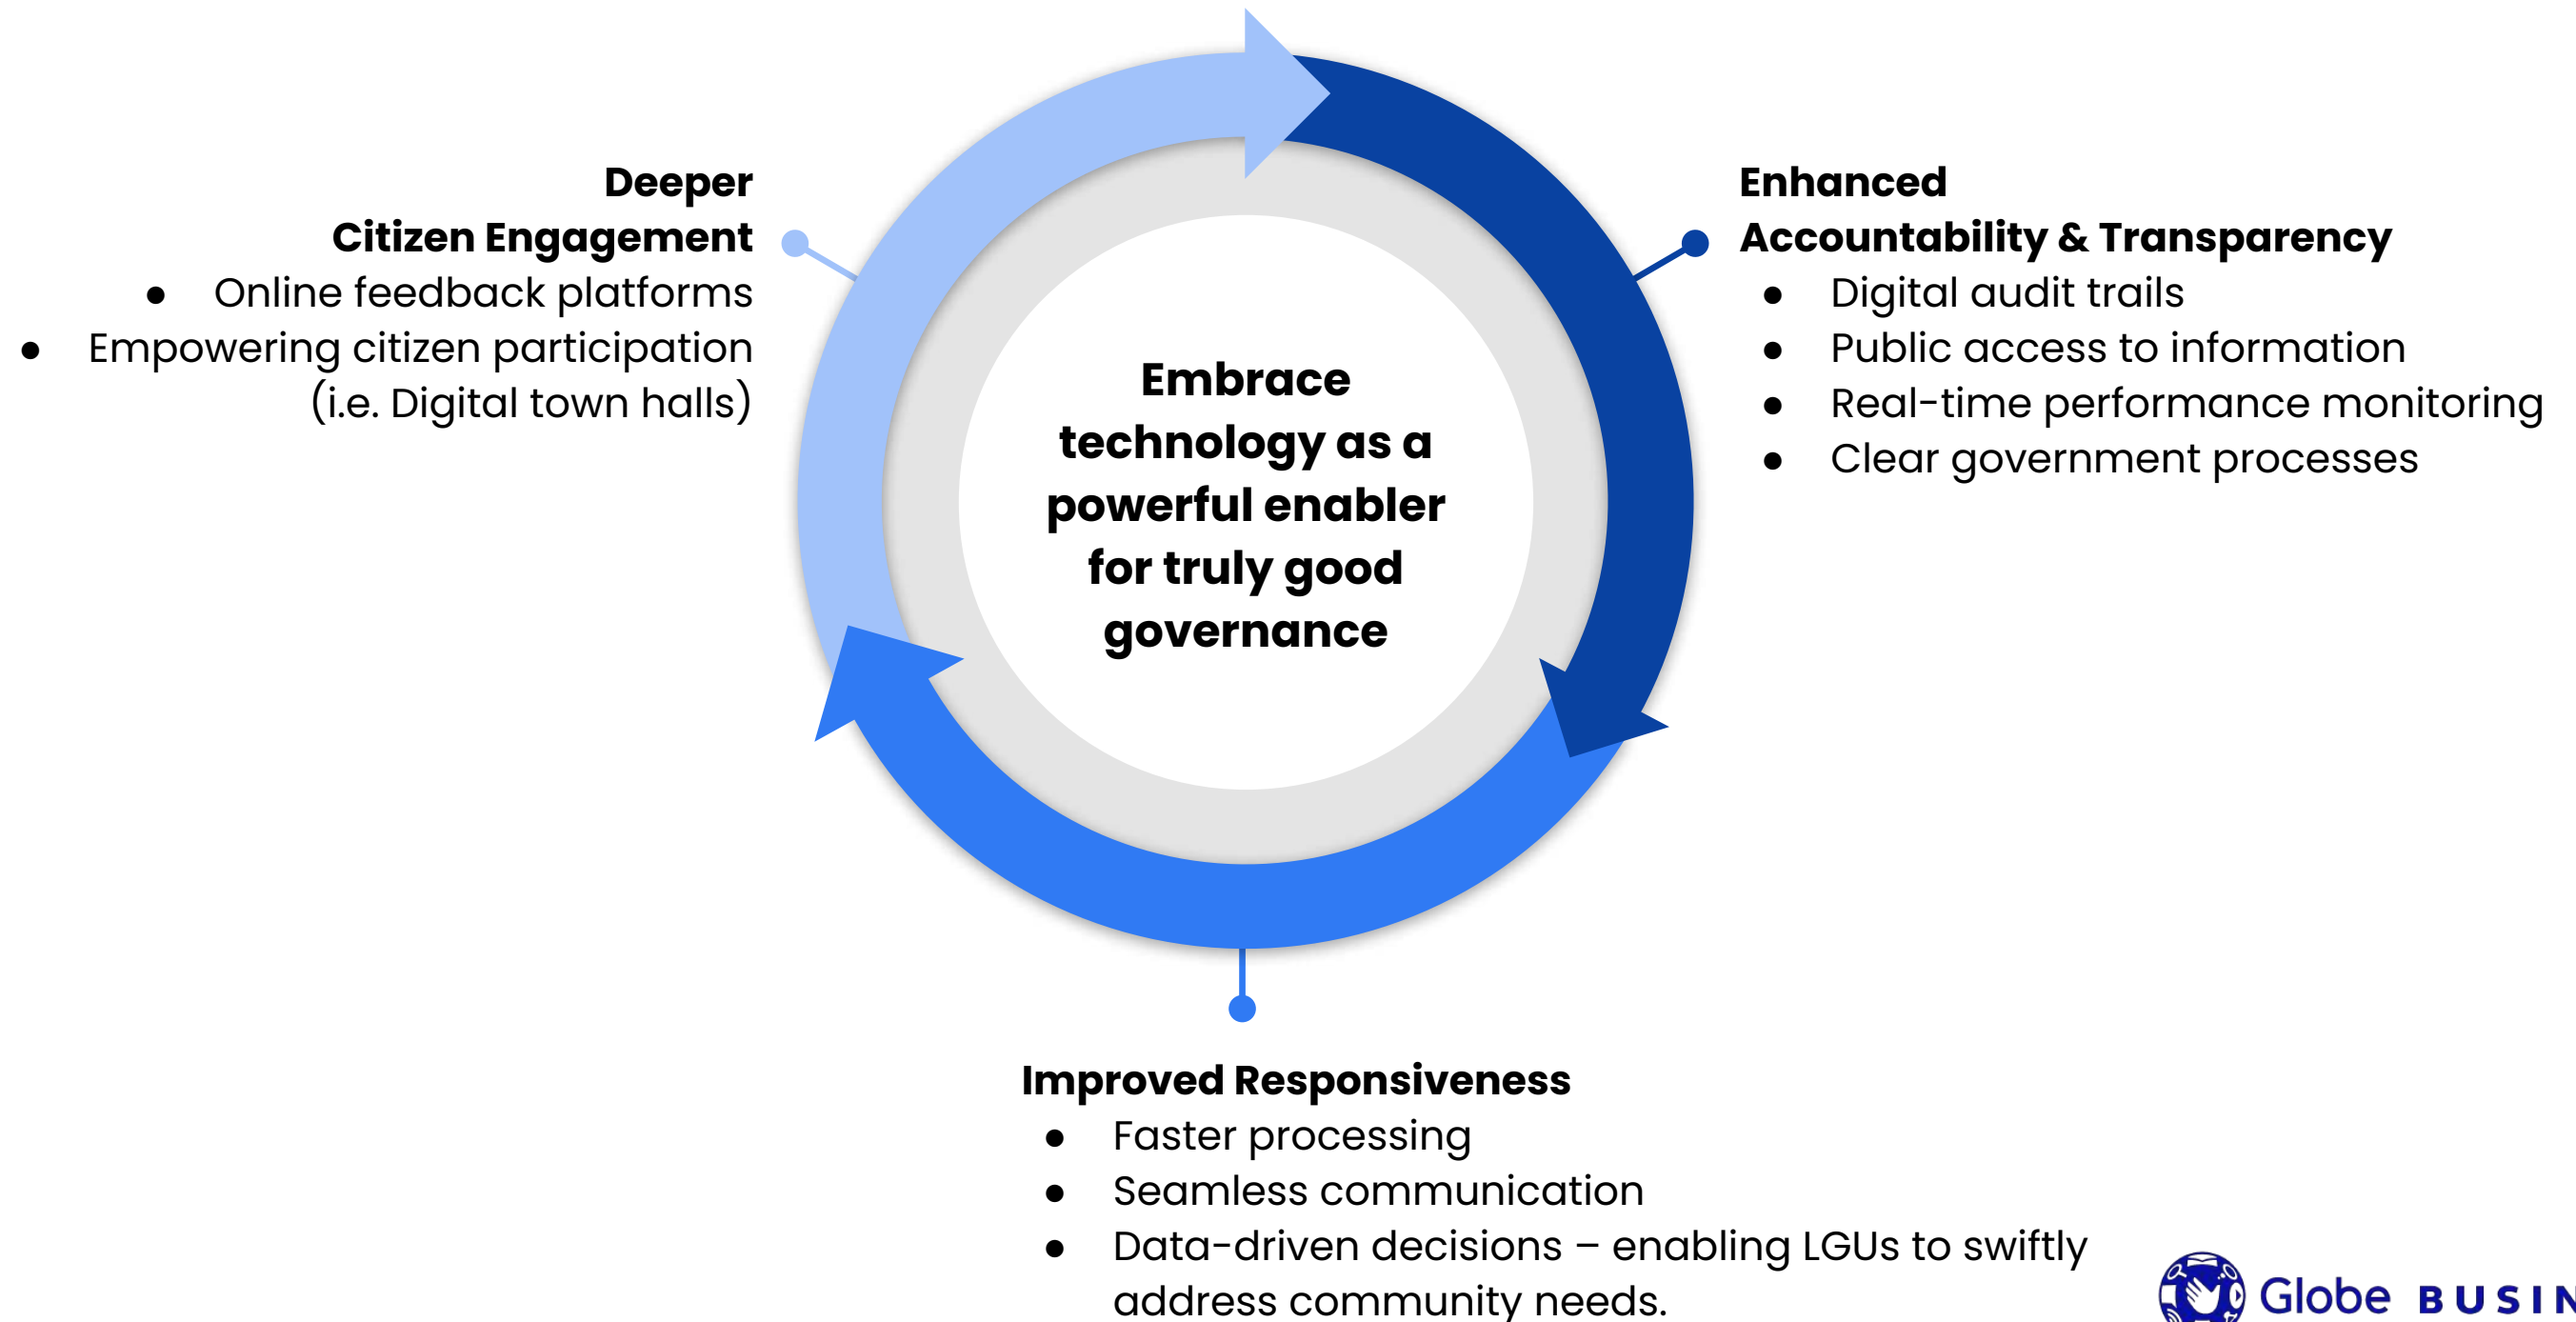 Deeper
Citizen Engagement
● Online feedback platforms
● Empowering citizen participation
(i.e. Digital town halls)
Embrace
technology as a
powerful enabler
for truly good
governance
Enhanced
Accountability & Transparency
● Digital audit trails
● Public access to information
● Real-time performance monitoring
● Clear government processes
Improved Responsiveness
● Faster processing
● Seamless communication
● Data-driven decisions – enabling LGUs to swiftly
address community needs.
Globe BUSIN